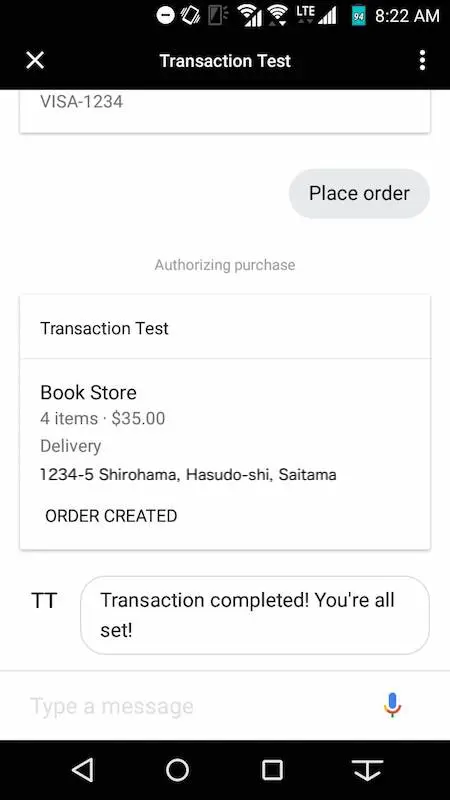 LTE 94 8:22 AM
Transaction Test
VISA-1234
Place order
Authorizing purchase
Transaction Test
Book Store
4 items · $35.00
Delivery
1234-5 Shirohama, Hasudo-shi, Saitama
ORDER CREATED
TT
Transaction completed! You're all
set!
Type a message